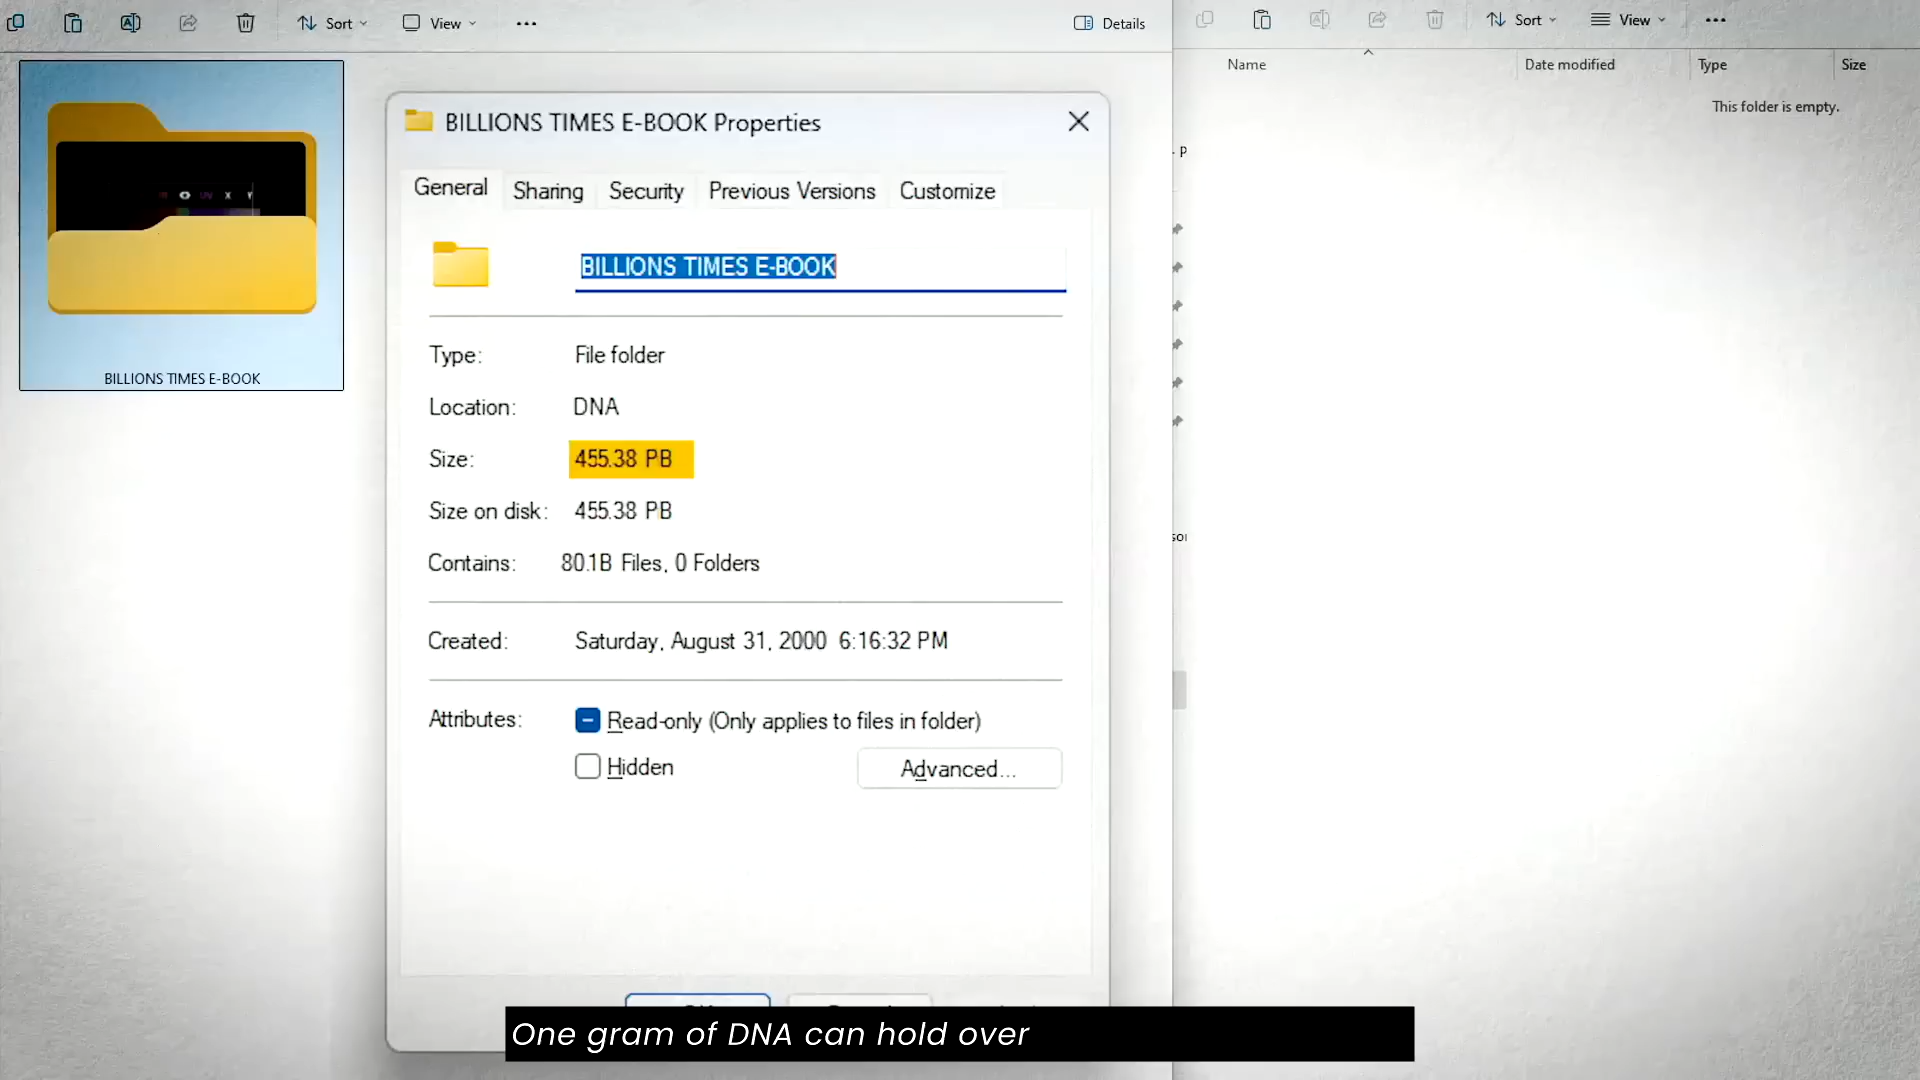 Sort
View
Details
Sort
View
Name
Date modified
Type
Size
This folder is empty.
P
BILLIONS TIMES E-BOOK
BILLIONS TIMES E-BOOK Properties
General
Sharing
Security
Previous Versions
Customize
BILLIONS TIMES E-BOOK
Type: File folder
Location: DNA
Size: 455.38 PB
Size on disk: 455.38 PB
Contains: 80.1B Files, 0 Folders
Created: Saturday, August 31, 2000 6:16:32 PM
Attributes: Read-only (Only applies to files in folder)
Hidden
Advanced...
One gram of DNA can hold over